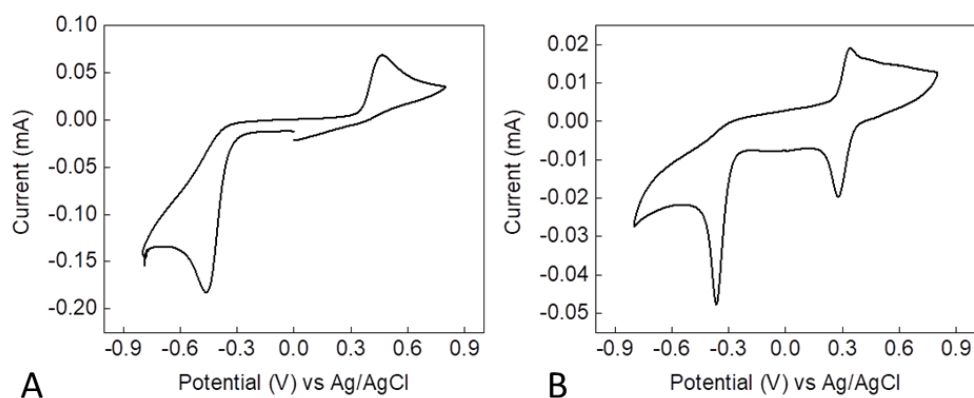 0.10
0.05
0.00
-0.05
-0.10
-0.15
-0.20
Current (mA)
-0.9 -0.6 -0.3 0.0 0.3 0.6 0.9
Potential (V) vs Ag/AgCl
A
0.02
0.01
0.00
-0.01
-0.02
-0.03
-0.04
-0.05
Current (mA)
-0.9 -0.6 -0.3 0.0 0.3 0.6 0.9
Potential (V) vs Ag/AgCl
B